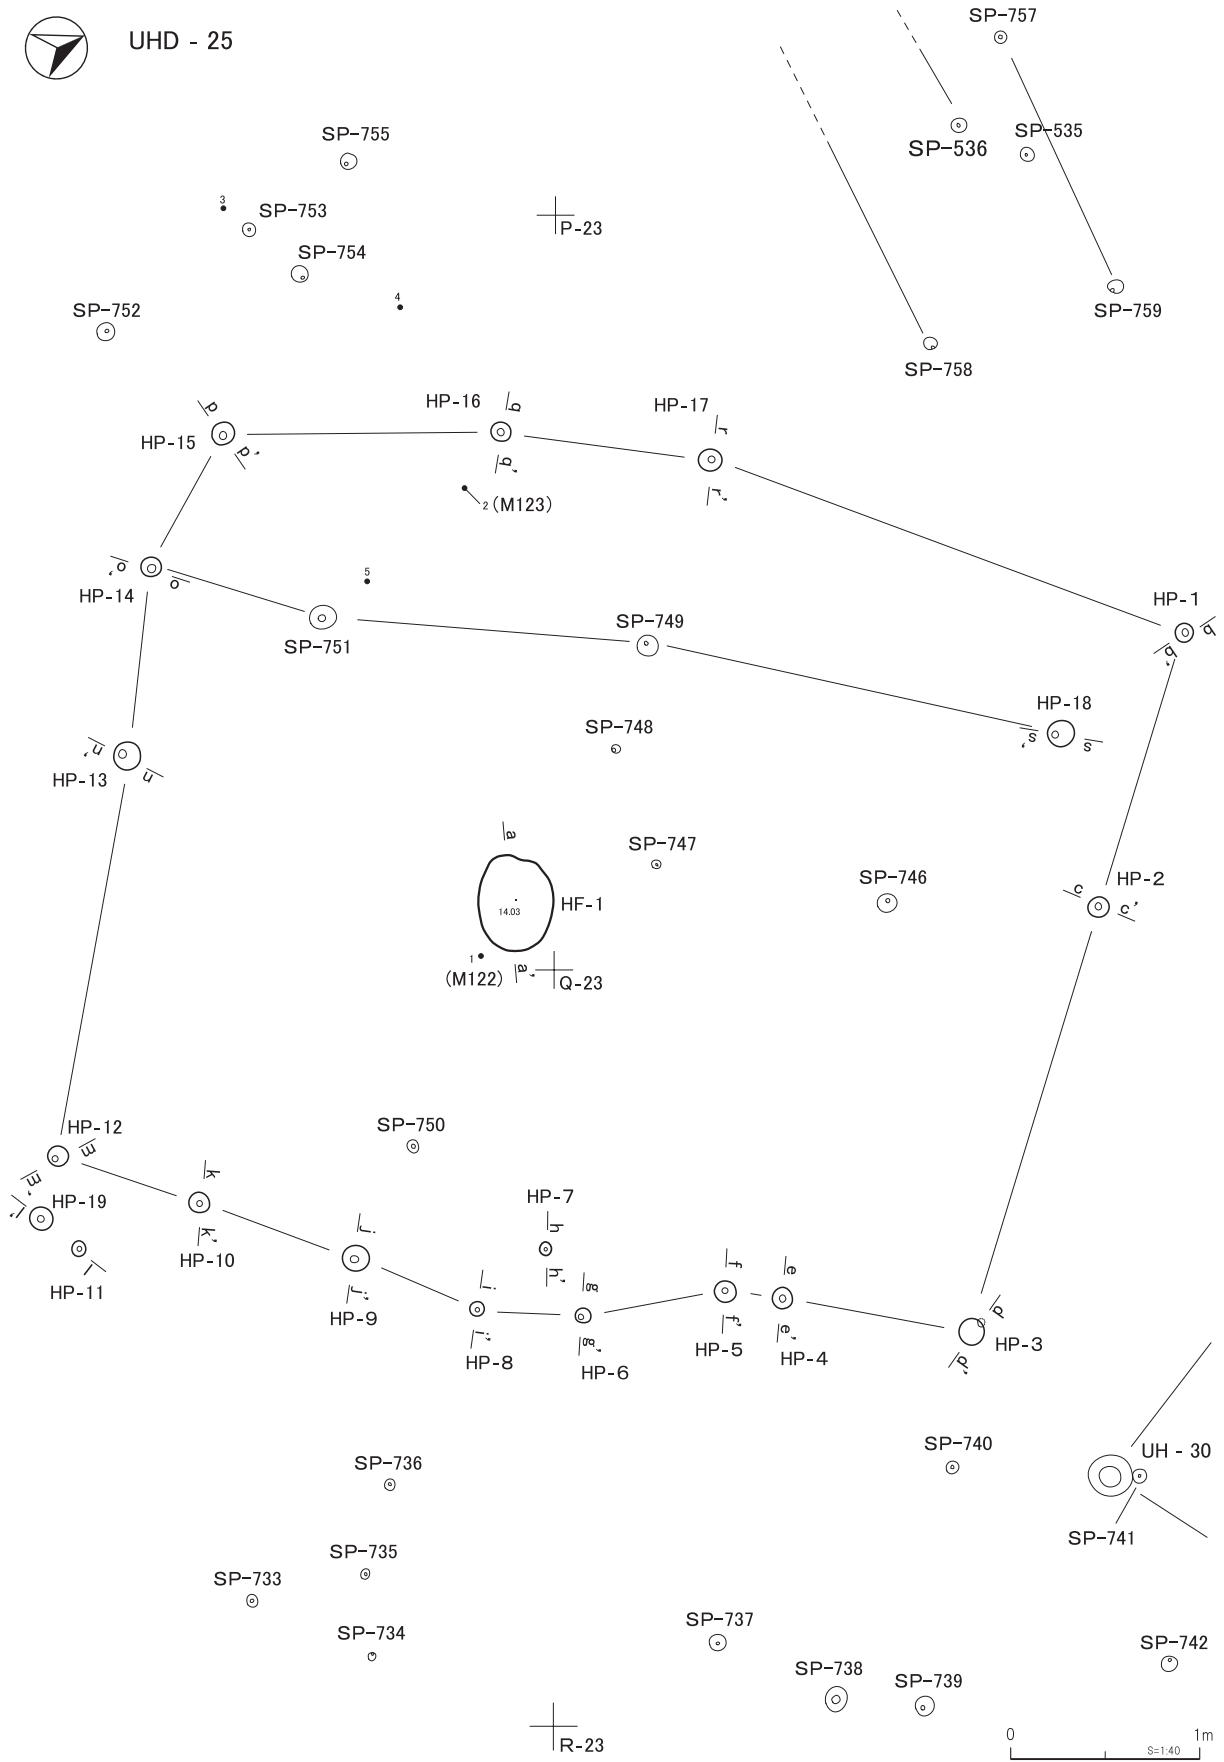 UHD - 25
SP-757
SP-536
SP-535
SP-755
3
SP-753
P-23
SP-754
4
SP-752
SP-759
SP-758
HP-16
q
HP-17
r
p
HP-15
p'
q'
r'
2 (M123)
o'
o
HP-14
5
HP-1
b
b'
SP-751
SP-749
HP-18
s'
s
SP-748
n'
n
HP-13
a
SP-747
SP-746
HP-2
c
c'
14.03
HF-1
1
(M122)
a'
Q-23
SP-750
HP-12
m
m'
k
HP-19
l'
HP-7
h
k'
HP-10
j
h'
l
HP-11
f
e
i
g
d
j'
HP-9
i'
HP-8
g'
HP-6
f'
HP-5
e'
HP-4
HP-3
d'
SP-740
UH - 30
SP-736
SP-741
SP-735
SP-733
SP-734
SP-737
SP-742
SP-738
SP-739
R-23
0
1m
S=1:40